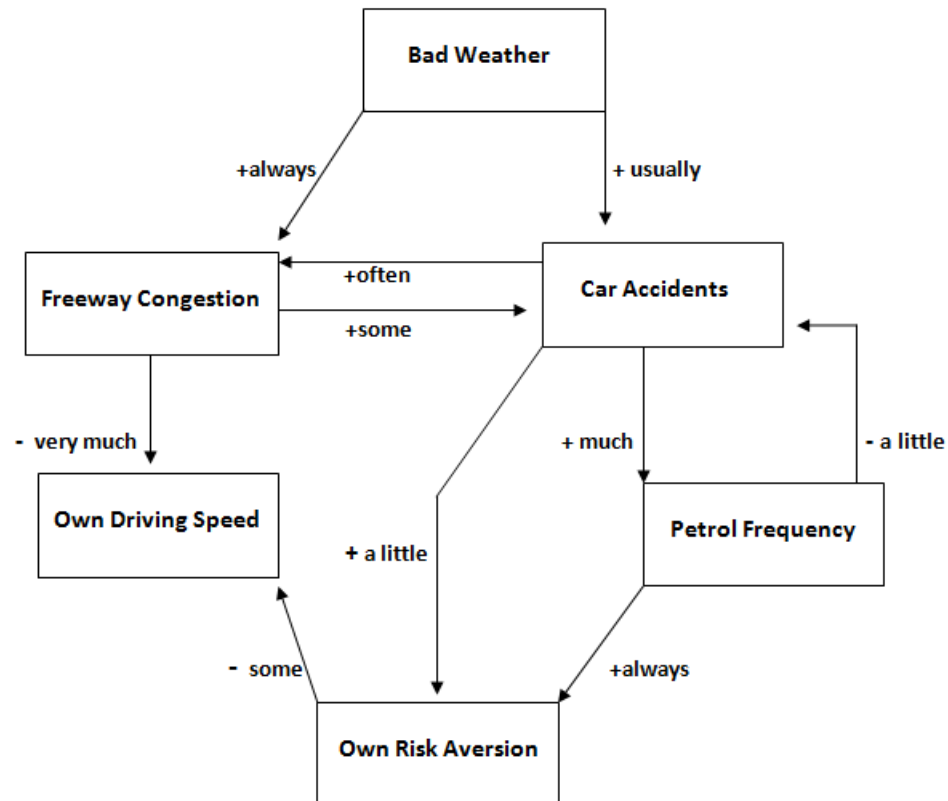 Bad Weather
+always
+ usually
+often
Freeway Congestion
Car Accidents
+some
- very much
+ much
- a little
Own Driving Speed
Petrol Frequency
+ a little
- some
+always
Own Risk Aversion